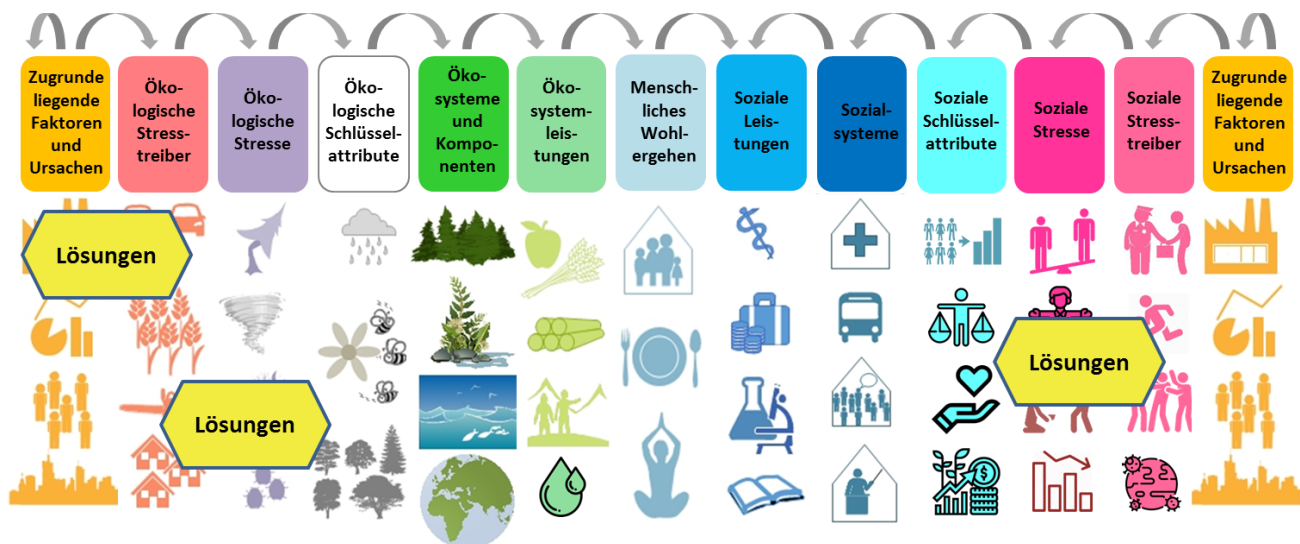 Zugrunde
liegende
Faktoren
und
Ursachen
Öko-
logische
Stress-
treiber
Öko-
logische
Stresse
Öko-
logische
Schlüssel-
attribute
Öko-
systeme
und
Kompo-
nenten
Öko-
system-
leis-
tungen
Mensch-
liches
Wohl-
ergehen
Soziale
Leis-
tungen
Sozial-
systeme
Soziale
Schlüssel-
attribute
Soziale
Stresse
Soziale
Stress-
treiber
Zugrunde
liegende
Faktoren
und
Ursachen
Lösungen
Lösungen
Lösungen